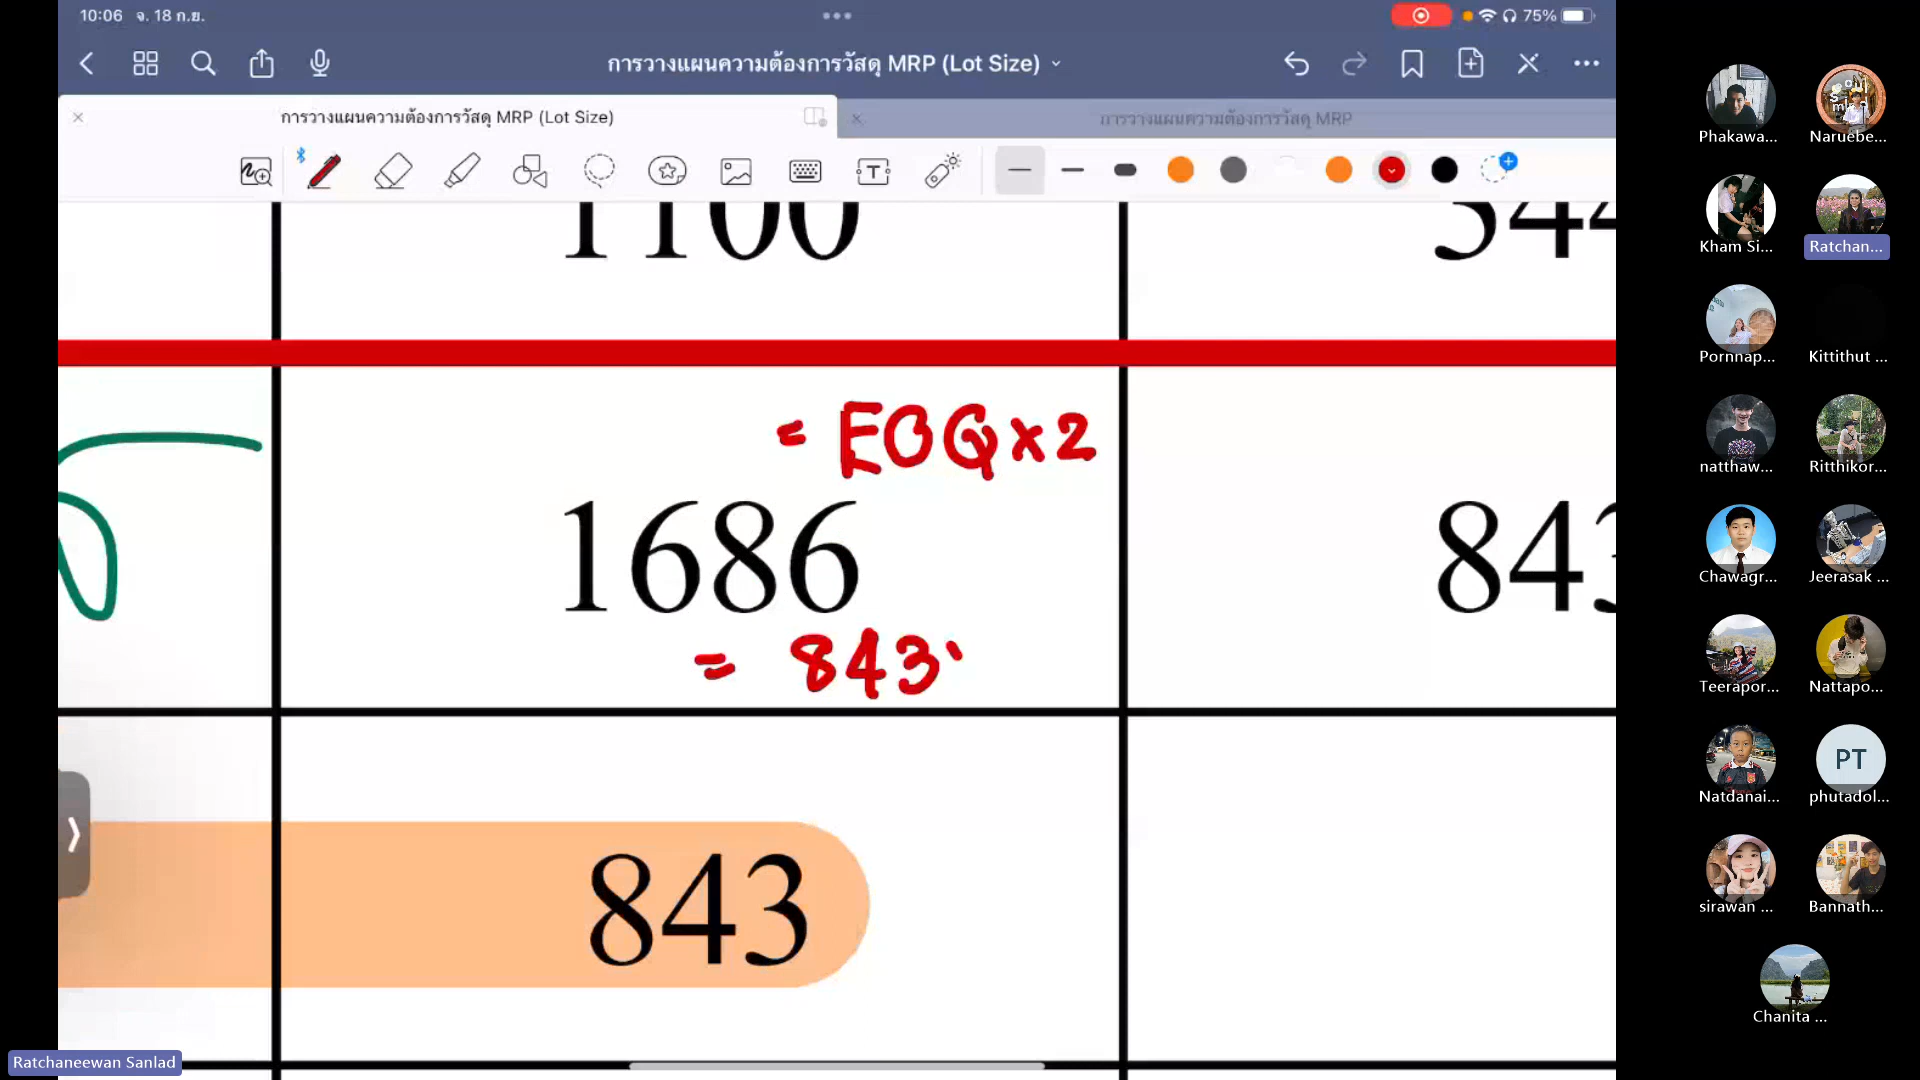 10:06 จ. 18 ก.ย.
75%
การวางแผนความต้องการวัสดุ MRP (Lot Size)
การวางแผนความต้องการวัสดุ MRP (Lot Size)
การวางแผนความต้องการวัสดุ MRP
T
1100
= EOQ×2
1686
843
= 843
843
Phakawa...
Naruebe...
Kham Si...
Ratchan...
Pornnap...
Kittithut ...
natthaw...
Ritthikor...
Chawagr...
Jeerasak ...
Teerapor...
Nattapo...
Natdanai...
PT
phutadol...
sirawan ...
Bannath...
Chanita ...
Ratchaneewan Sanlad